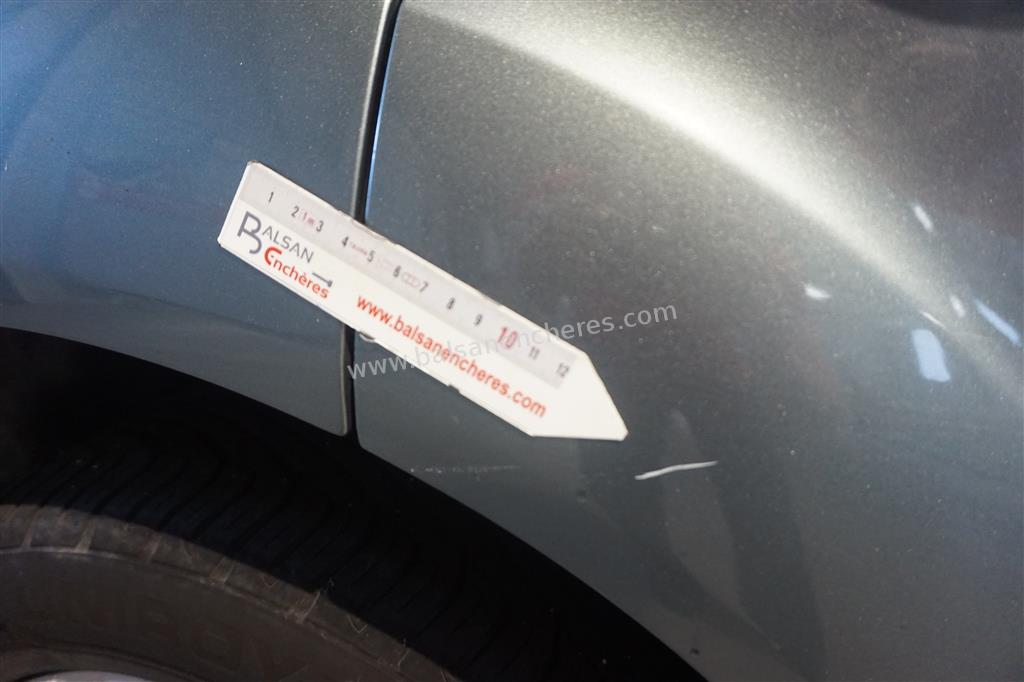 1 2 1m 3 4 5 6 7 8 9 10 11 12
BALSAN
Enchères
www.balsanencheres.com
www.balsanencheres.com